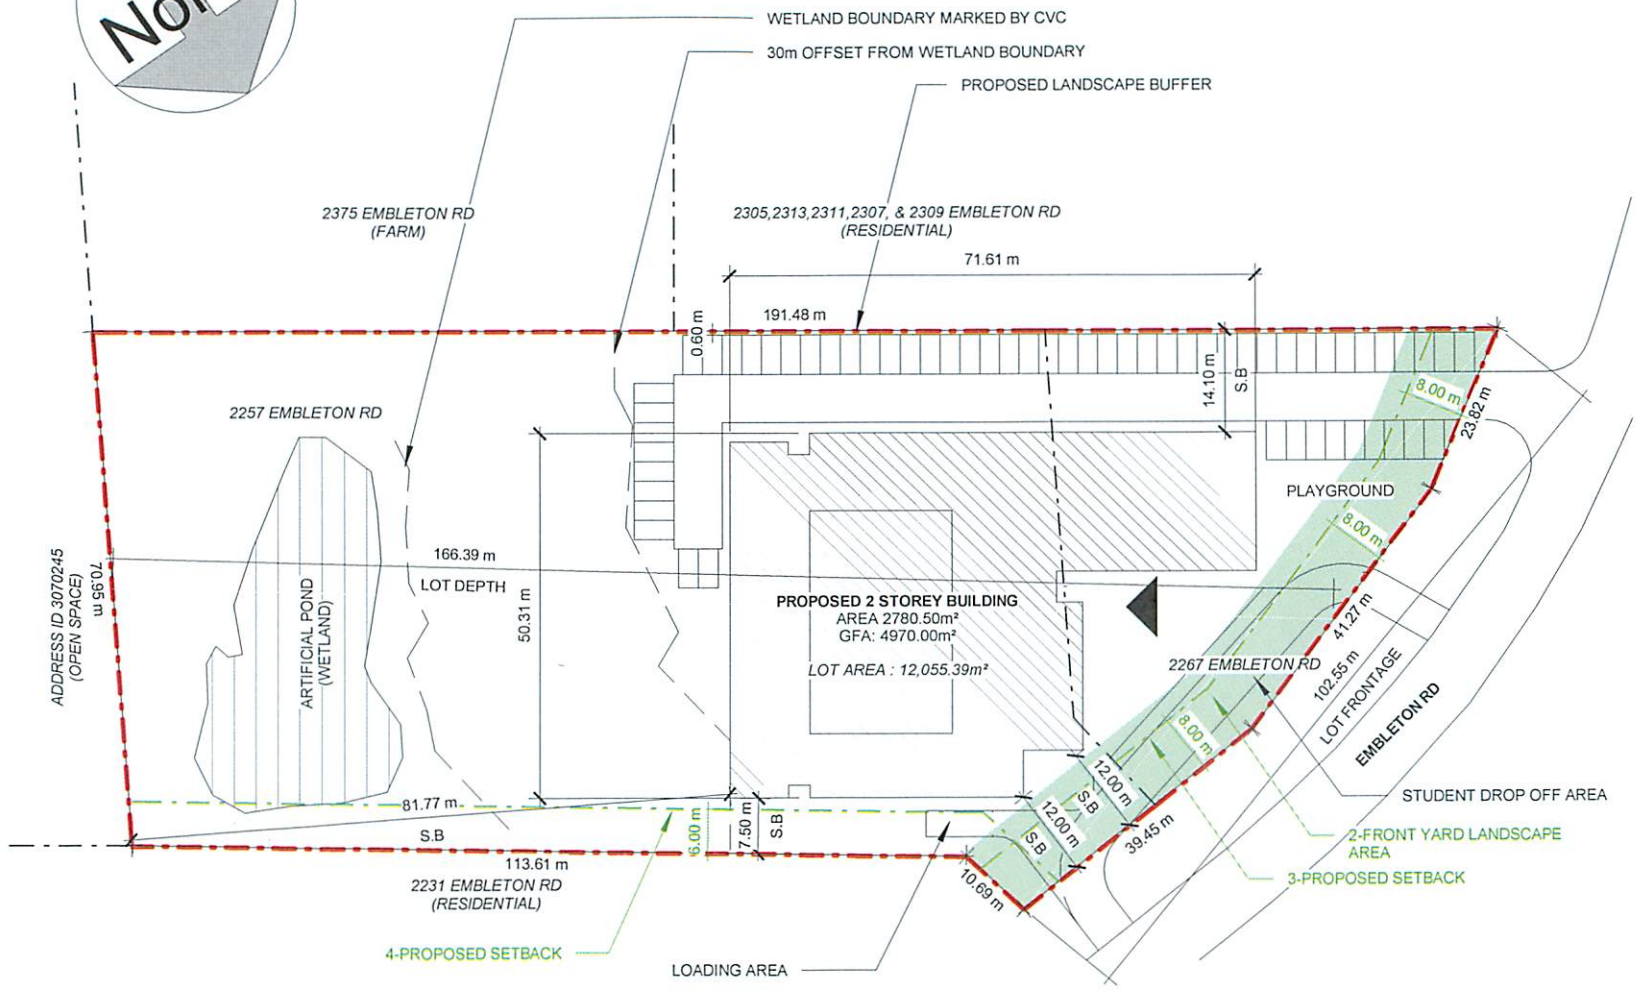 WETLAND BOUNDARY MARKED BY CVC
30m OFFSET FROM WETLAND BOUNDARY
PROPOSED LANDSCAPE BUFFER
2375 EMBLETON RD
(FARM)
2305,2313,2311,2307, & 2309 EMBLETON RD
(RESIDENTIAL)
71.61 m
191.48 m
0.60 m
14.10 m
S.B
8.00 m
23.82 m
2257 EMBLETON RD
PLAYGROUND
8.00 m
ADDRESS ID 3070245
(OPEN SPACE)
70.95 m
166.39 m
LOT DEPTH
ARTIFICIAL POND
(WETLAND)
50.31 m
PROPOSED 2 STOREY BUILDING
AREA 2780.50m²
GFA: 4970.00m²
LOT AREA : 12,055.39m²
41.27 m
2267 EMBLETON RD
102.55 m
LOT FRONTAGE
EMBLETON RD
8.00 m
12.00 m
S.B
12.00 m
S.B
39.45 m
STUDENT DROP OFF AREA
81.77 m
S.B
6.00 m
7.50 m
S.B
2-FRONT YARD LANDSCAPE
AREA
113.61 m
2231 EMBLETON RD
(RESIDENTIAL)
10.69 m
3-PROPOSED SETBACK
4-PROPOSED SETBACK
LOADING AREA